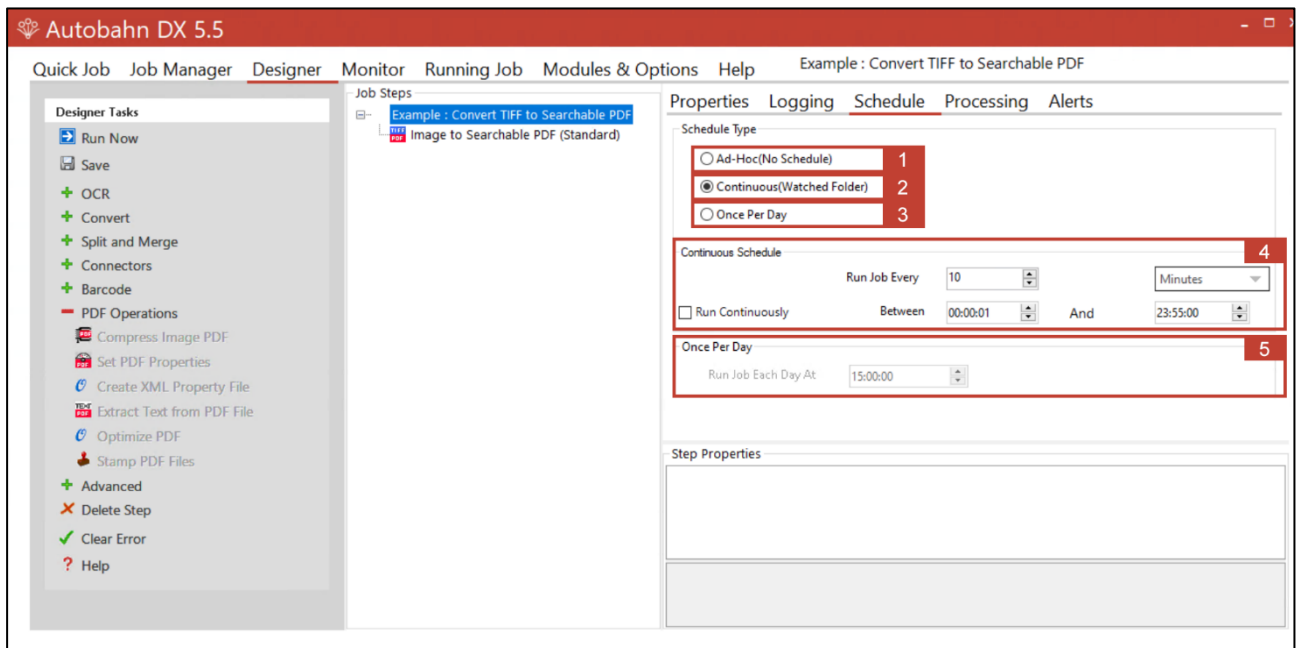 Autobahn DX 5.5
Quick Job Job Manager Designer Monitor Running Job Modules & Options Help Example : Convert TIFF to Searchable PDF
Designer Tasks
Run Now
Save
OCR
Convert
Split and Merge
Connectors
Barcode
PDF Operations
Compress Image PDF
Set PDF Properties
Create XML Property File
Extract Text from PDF File
Optimize PDF
Stamp PDF Files
Advanced
Delete Step
Clear Error
Help
Job Steps
Example : Convert TIFF to Searchable PDF
Image to Searchable PDF (Standard)
Properties Logging Schedule Processing Alerts
Schedule Type
Ad-Hoc(No Schedule) 1
Continuous(Watched Folder) 2
Once Per Day 3
Continuous Schedule 4
Run Job Every 10 Minutes
Run Continuously Between 00:00:01 And 23:55:00
Once Per Day 5
Run Job Each Day At 15:00:00
Step Properties